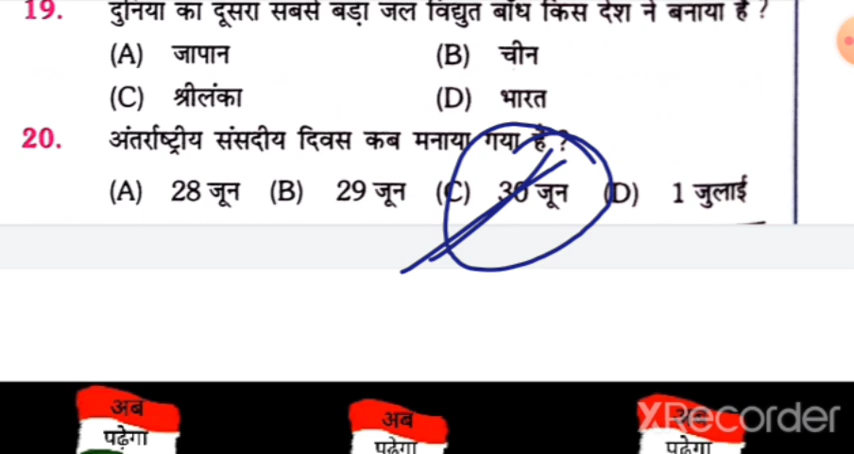 19. दुनिया का दूसरा सबसे बड़ा जल विद्युत बाँध किस देश ने बनाया है ?
(A) जापान (B) चीन
(C) श्रीलंका (D) भारत
20. अंतर्राष्ट्रीय संसदीय दिवस कब मनाया गया है ?
(A) 28 जून (B) 29 जून (C) 30 जून (D) 1 जुलाई
अब अब XRecorder
पढ़ेगा पढ़ेगा पढ़ेगा